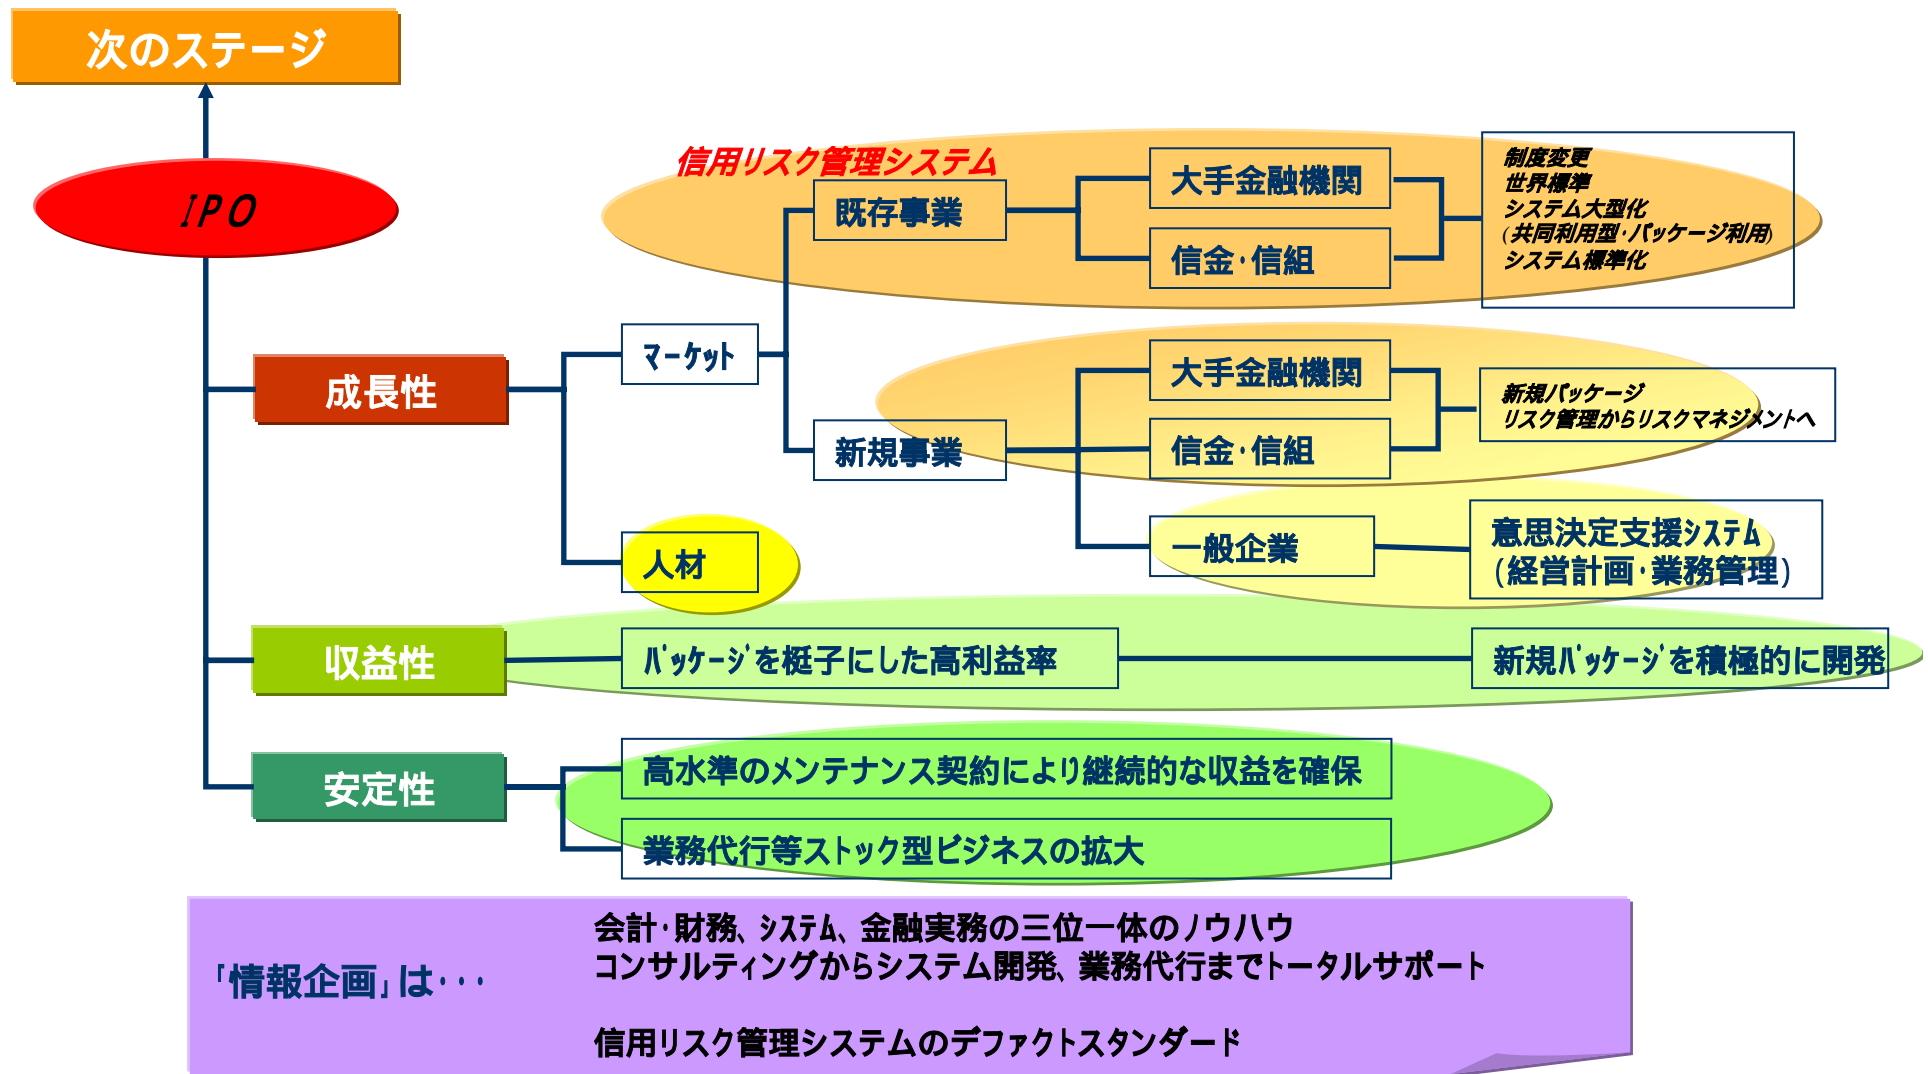 次のステージ
IPO
信用リスク管理システム
既存事業
大手金融機関
信金・信組
制度変更
世界標準
システム大型化
(共同利用型・パッケージ利用)
システム標準化
成長性
ﾏｰｹｯﾄ
新規事業
大手金融機関
信金・信組
一般企業
新規パッケージ
リスク管理からリスクマネジメントへ
意思決定支援ｼｽﾃﾑ
(経営計画・業務管理)
人材
収益性
ﾊﾟｯｹｰｼﾞを梃子にした高利益率
新規ﾊﾟｯｹｰｼﾞを積極的に開発
安定性
高水準のメンテナンス契約により継続的な収益を確保
業務代行等ストック型ビジネスの拡大
「情報企画」は・・・
会計・財務、ｼｽﾃﾑ、金融実務の三位一体のノウハウ
コンサルティングからシステム開発、業務代行までトータルサポート
信用リスク管理システムのデファクトスタンダード